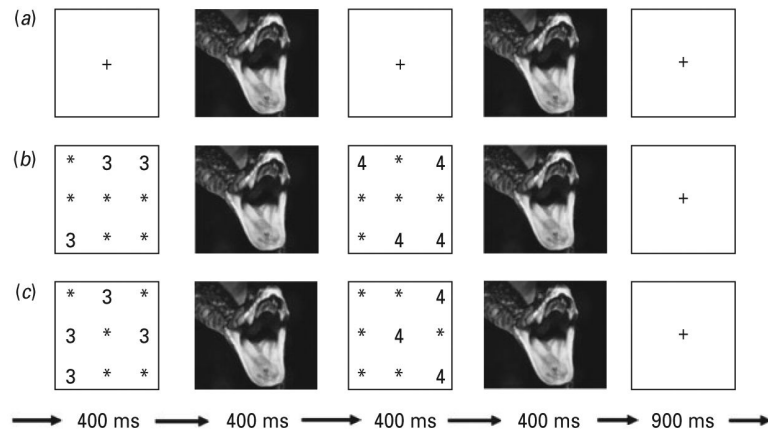 (a)
+ + +
(b)
* 3 3 4 * 4
* * * * * * +
3 * * * 4 4
(c)
* 3 * * * 4
3 * 3 * 4 * +
3 * * * * 4
400 ms 400 ms 400 ms 400 ms 900 ms